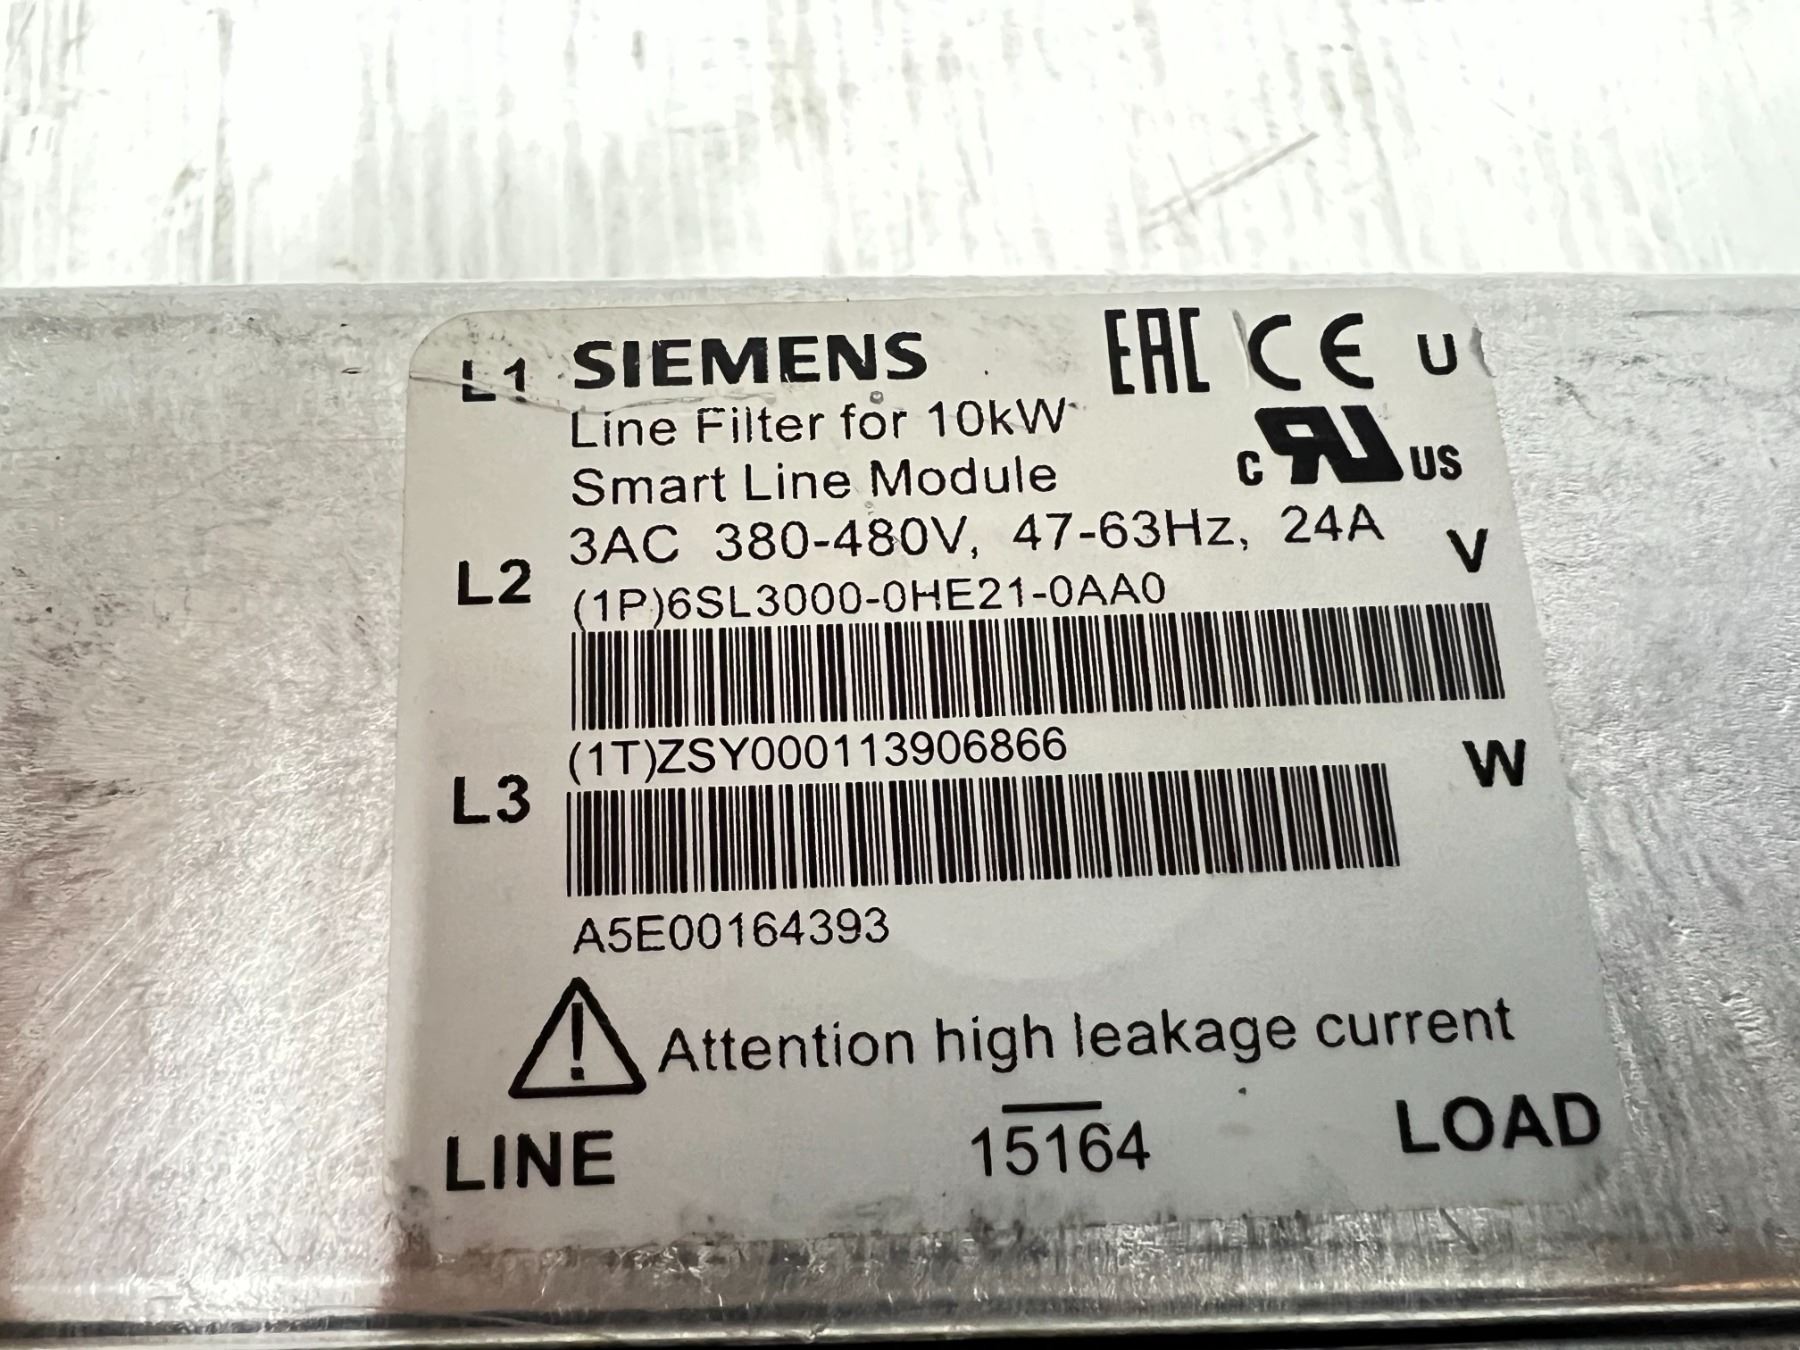 L1 SIEMENS EAC CE U
Line Filter for 10kW
Smart Line Module c RU US
3AC 380-480V, 47-63Hz, 24A V
L2 (1P)6SL3000-0HE21-0AA0
(1T)ZSY000113906866 W
L3
A5E00164393
! Attention high leakage current
LINE 15164 LOAD